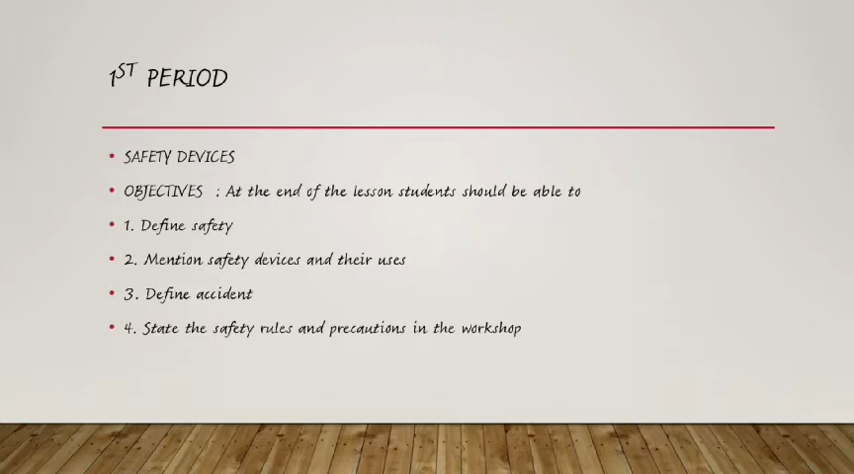 1ST PERIOD
• SAFETY DEVICES
• OBJECTIVES : At the end of the lesson students should be able to
• 1. Define safety
• 2. Mention safety devices and their uses
• 3. Define accident
• 4. State the safety rules and precautions in the workshop